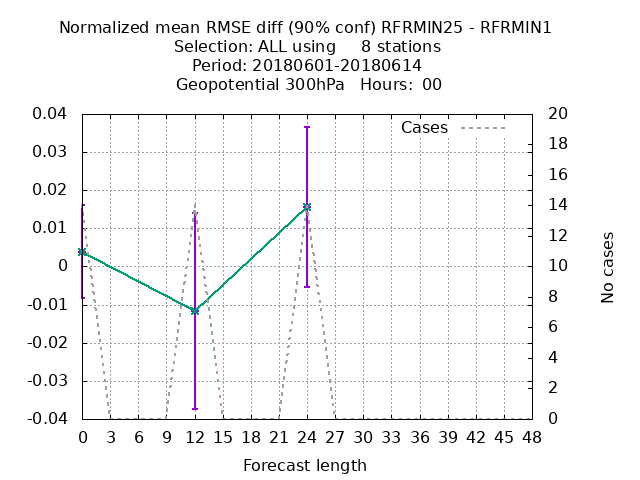 Normalized mean RMSE diff (90% conf) RFRMIN25 - RFRMIN1
Selection: ALL using     8 stations
Period: 20180601-20180614
Geopotential 300hPa   Hours:  00
Cases
0.04
0.03
0.02
0.01
0
-0.01
-0.02
-0.03
-0.04
20
18
16
14
12
10
8
6
4
2
0
No cases
0 3 6 9 12 15 18 21 24 27 30 33 36 39 42 45 48
Forecast length